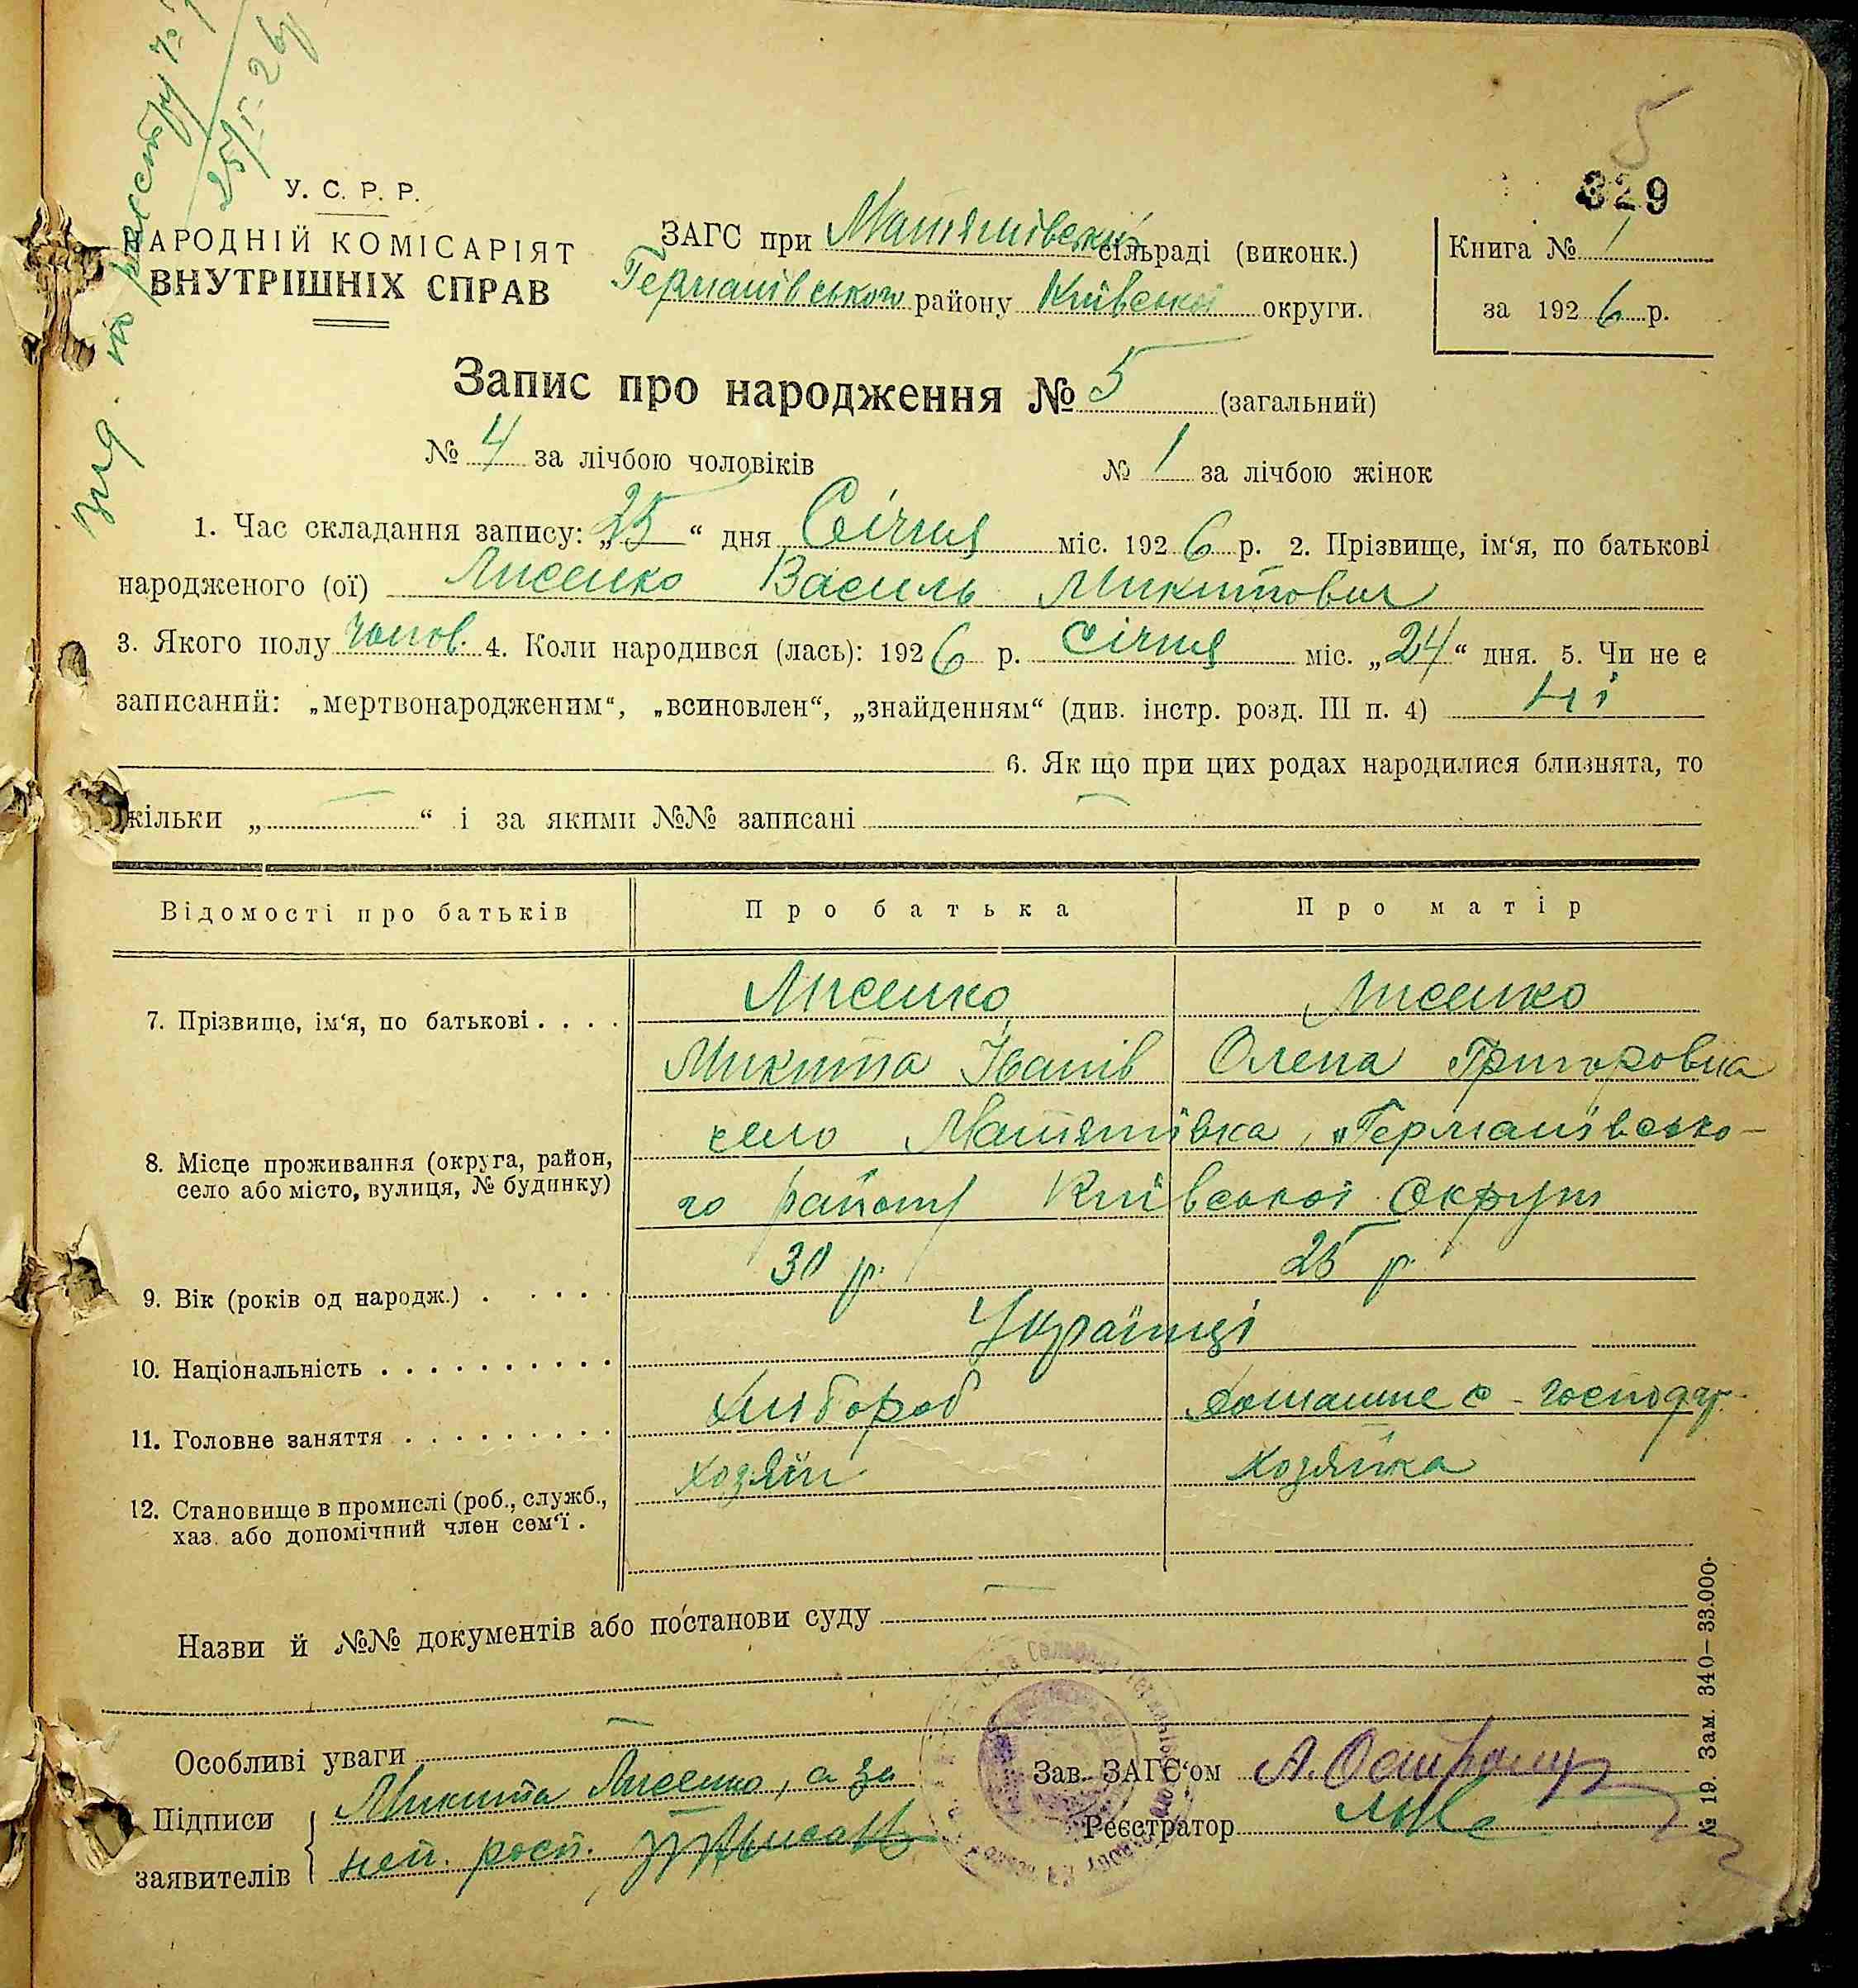 25/I-26
5
329
У. С. Р. Р.
НАРОДНІЙ КОМІСАРІЯТ
ВНУТРІШНІХ СПРАВ
ЗАГС при Матяшівській сільраді (виконк.)
Германівського району Київської округи.
Книга № 1
за 1926 р.
Запис про народження № 5 (загальний)
№ 4 за лічбою чоловіків
№ 1 за лічбою жінок
1. Час складання запису: „25“ дня Січня міс. 1926 р. 2. Прізвище, ім‘я, по батькові
народженого (ої) Лисенко Василь Микитович
3. Якого полу чолов. 4. Коли народився (лась): 1926 р. Січня міс. „24“ дня. 5. Чи не є
записаний: „мертвонародженим“, „всиновлен“, „знайденням“ (див. інстр. розд. III п. 4) Ні
6. Як що при цих родах народилися близнята, то
кільки „ “ і за якими №№ записані
Відомості про батьків
Про батька
Про матір
7. Прізвище, ім‘я, по батькові . . . .
Лисенко
Лисенко
Микита Іванів
Олена Григоровна
8. Місце проживання (округа, район,
село або місто, вулиця, № будинку)
село Матяшівка, Германівсько-
го району Київської Округи
9. Вік (років од народж.) . . . . .
30 р.
25 р.
10. Національність . . . . . . . . . .
Українці
11. Головне заняття . . . . . . . . .
Хлібороб
домашнє господар.
12. Становище в промислі (роб., служб.,
хаз. або допомічний член сем‘ї .
Хозяїн
Хозяйка
Назви й №№ документів або постанови суду
Особливі уваги
Підписи
заявителів
Микита Лисенко, а за
неп. росп.
Зав. ЗАГС‘ом
Реєстратор
№ 19. Зам. 340—33.000.